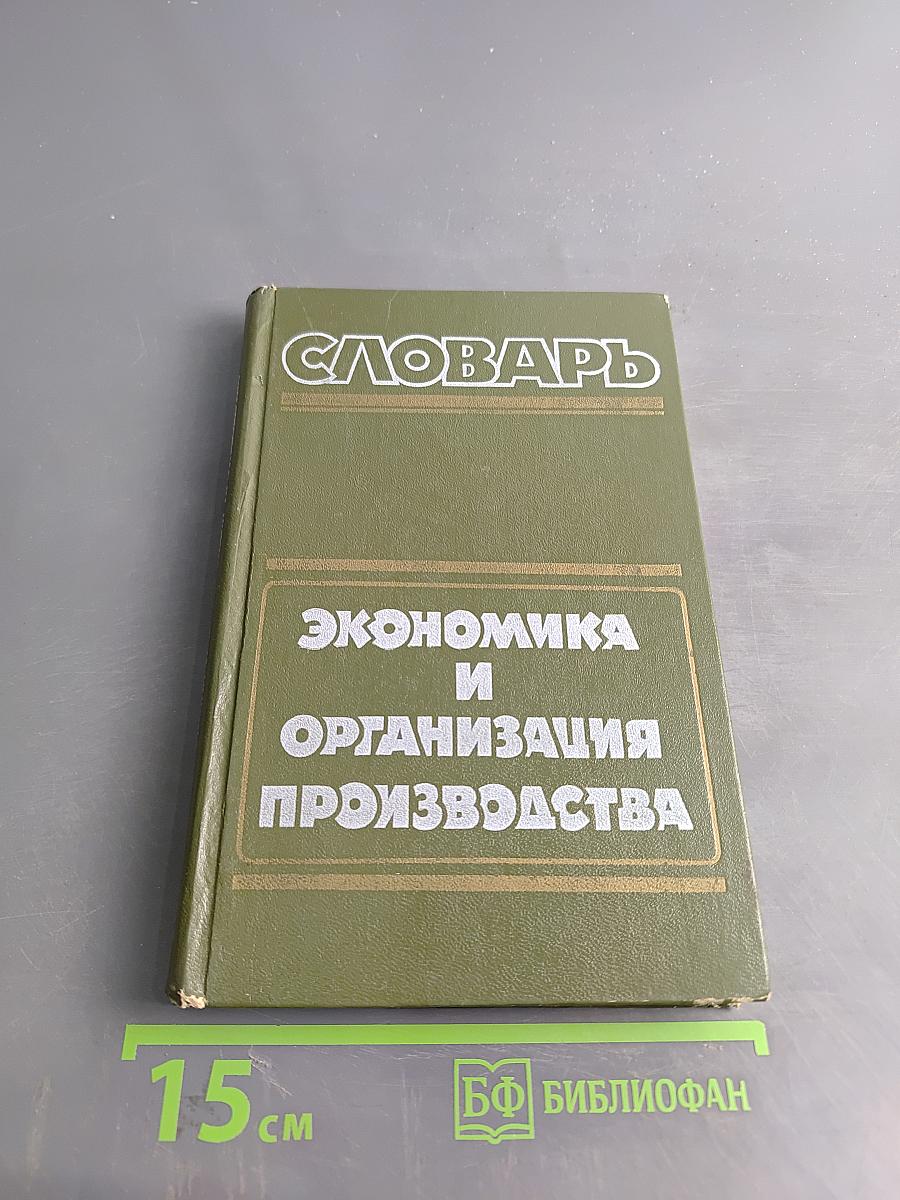 СЛОВАРЬ
ЭКОНОМИКА
И
ОРГАНИЗАЦИЯ
ПРОИЗВОДСТВА
15 см
БФ БИБЛИОФАН